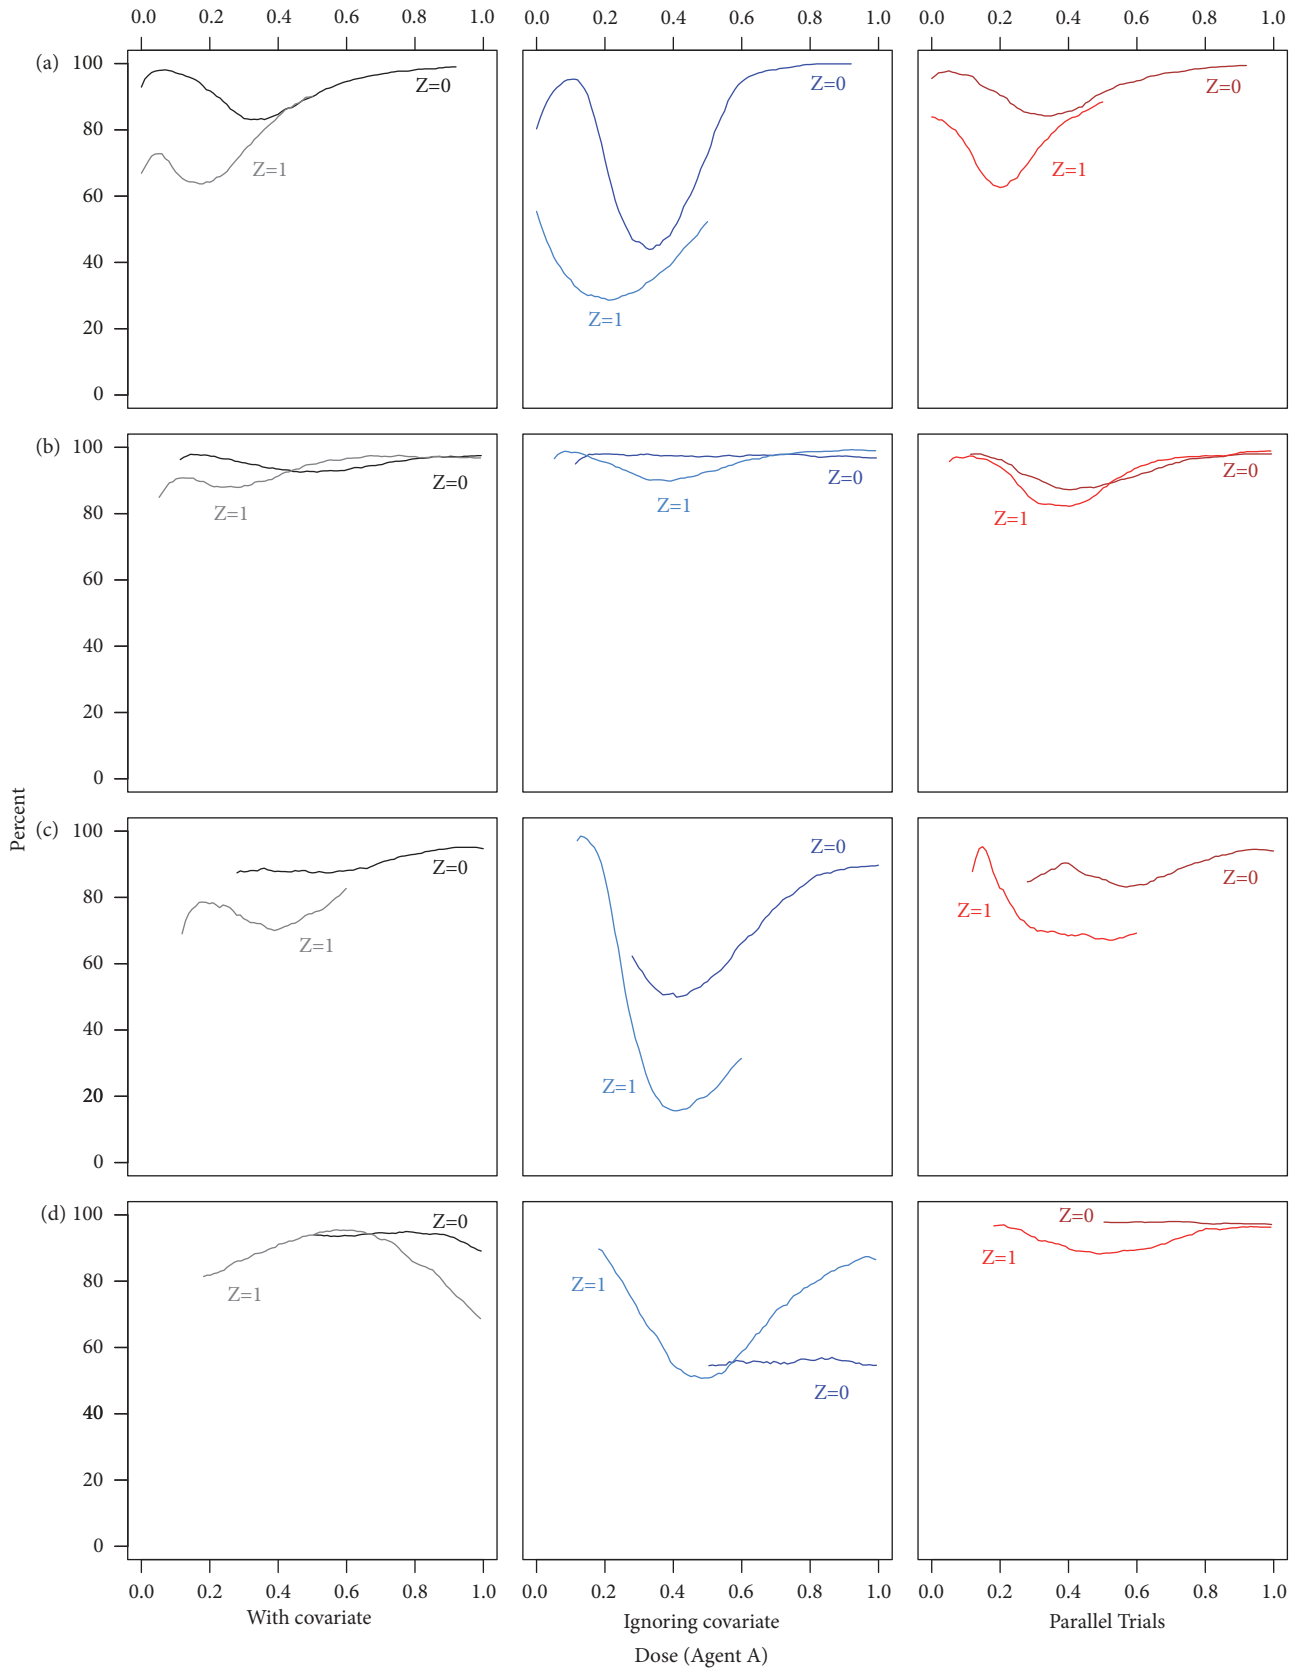 0.0 0.2 0.4 0.6 0.8 1.0 0.0 0.2 0.4 0.6 0.8 1.0 0.0 0.2 0.4 0.6 0.8 1.0
(a) 100
Z=0 Z=0 Z=0
80
Z=1 Z=1
60
40
Z=1
20
0
(b) 100
Z=0 Z=0 Z=0
80
Z=1 Z=1 Z=1
60
40
20
0
Percent
(c) 100
Z=0 Z=0 Z=0
80
Z=1 Z=1
60
40
20
Z=1
0
(d) 100
Z=0 Z=0
80
Z=1 Z=1 Z=1
60
40
Z=0
20
0
0.0 0.2 0.4 0.6 0.8 1.0 0.0 0.2 0.4 0.6 0.8 1.0 0.0 0.2 0.4 0.6 0.8 1.0
With covariate Ignoring covariate Parallel Trials
Dose (Agent A)